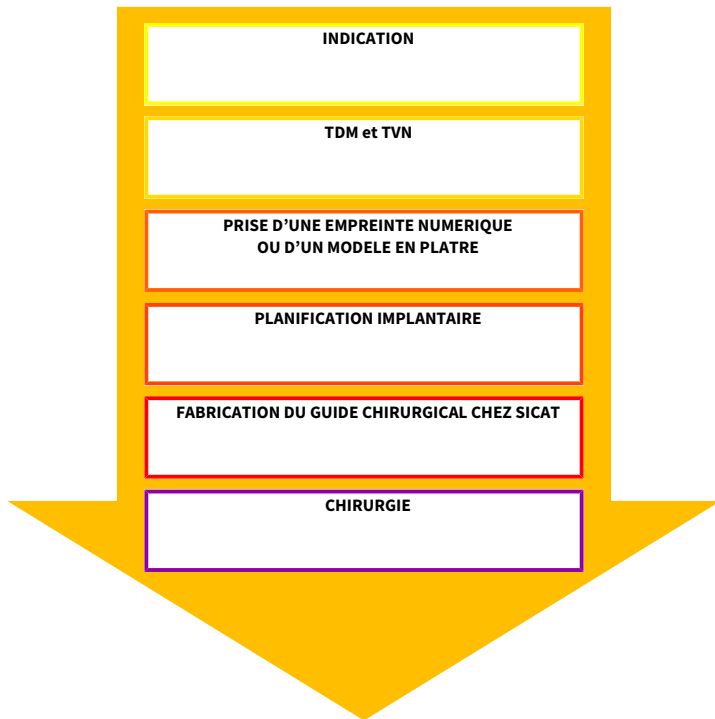 INDICATION
TDM et TVN
PRISE D’UNE EMPREINTE NUMERIQUE
OU D’UN MODELE EN PLATRE
PLANIFICATION IMPLANTAIRE
FABRICATION DU GUIDE CHIRURGICAL CHEZ SICAT
CHIRURGIE